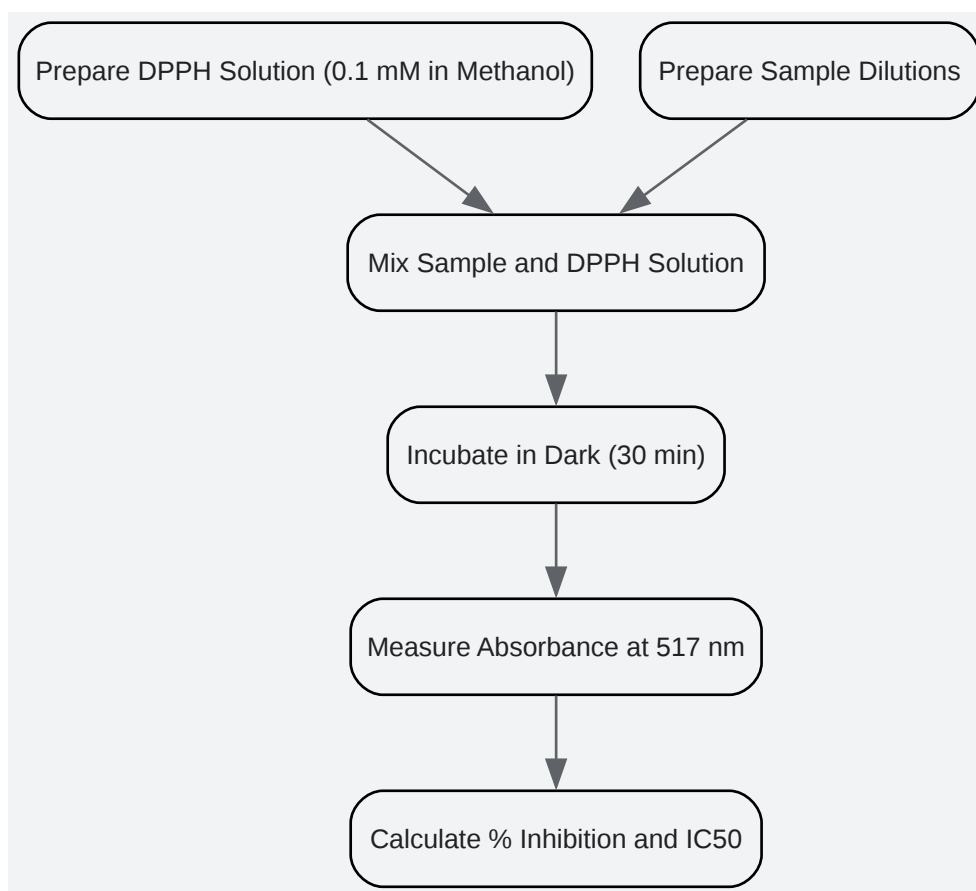 Prepare DPPH Solution (0.1 mM in Methanol)
Prepare Sample Dilutions
Mix Sample and DPPH Solution
Incubate in Dark (30 min)
Measure Absorbance at 517 nm
Calculate % Inhibition and IC50